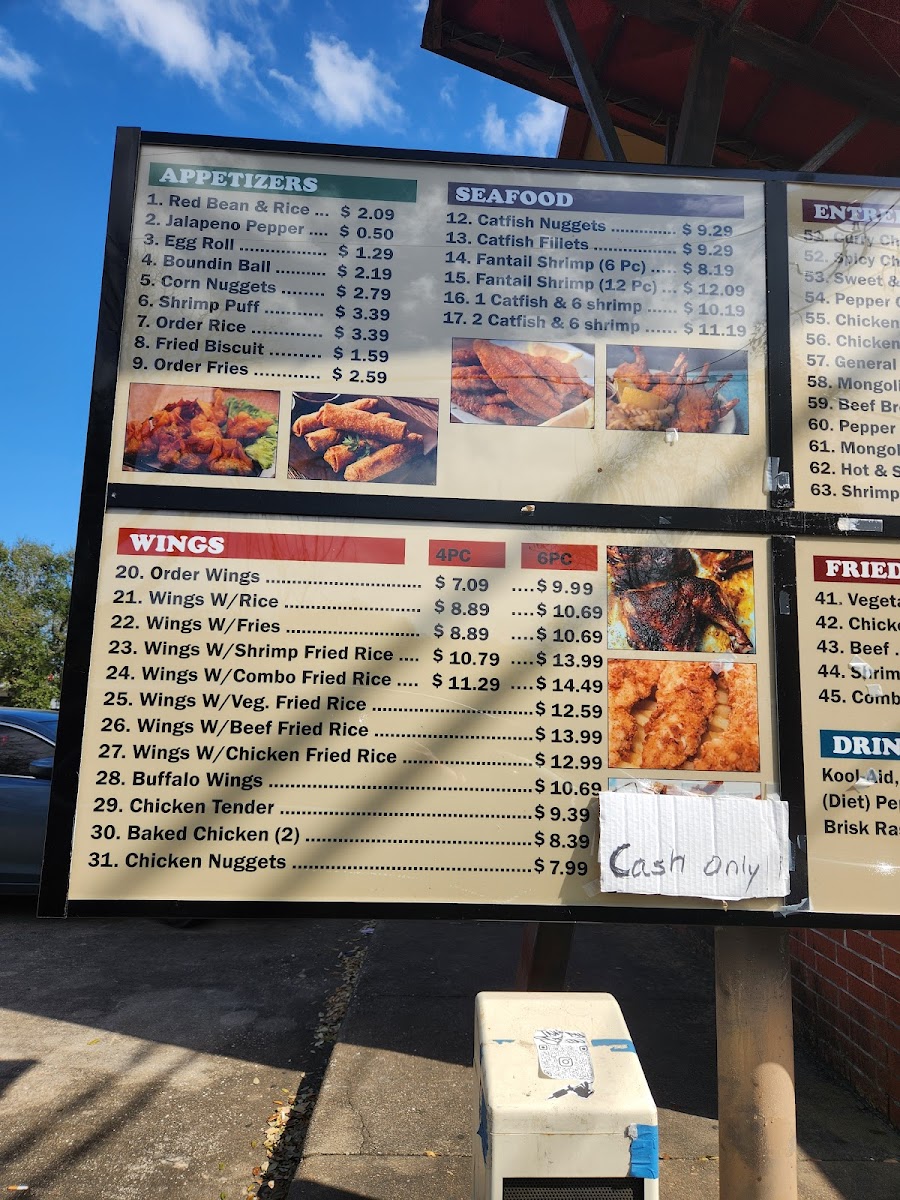 APPETIZERS
1. Red Bean & Rice ... $ 2.09
2. Jalapeno Pepper .... $ 0.50
3. Egg Roll .................... $ 1.29
4. Boundin Ball ......... $ 2.19
5. Corn Nuggets ........ $ 2.79
6. Shrimp Puff ............ $ 3.39
7. Order Rice .............. $ 3.39
8. Fried Biscuit .......... $ 1.59
9. Order Fries ............ $ 2.59
SEAFOOD
12. Catfish Nuggets ............. $ 9.29
13. Catfish Fillets ................ $ 9.29
14. Fantail Shrimp (6 Pc) ..... $ 8.19
15. Fantail Shrimp (12 Pc) ... $ 12.09
16. 1 Catfish & 6 shrimp ...... $ 10.19
17. 2 Catfish & 6 shrimp ...... $ 11.19
WINGS 4PC 6PC
20. Order Wings ............................ $ 7.09 ....$ 9.99
21. Wings W/Rice ........................ $ 8.89 ....$ 10.69
22. Wings W/Fries ........................ $ 8.89 ....$ 10.69
23. Wings W/Shrimp Fried Rice .... $ 10.79 ....$ 13.99
24. Wings W/Combo Fried Rice .... $ 11.29 ....$ 14.49
25. Wings W/Veg. Fried Rice ............................$ 12.59
26. Wings W/Beef Fried Rice ............................$ 13.99
27. Wings W/Chicken Fried Rice ......................$ 12.99
28. Buffalo Wings ..............................................$ 10.69
29. Chicken Tender ............................................$ 9.39
30. Baked Chicken (2) ........................................$ 8.39
31. Chicken Nuggets ..........................................$ 7.99
Cash only
ENTRE
53. Curry Ch
52. Spicy Ch
53. Sweet &
54. Pepper
55. Chicken
56. Chicken
57. General
58. Mongol
59. Beef Br
60. Pepper
61. Mongol
62. Hot & S
63. Shrimp
FRIED
41. Veget
42. Chick
43. Beef .
44. Shrim
45. Comb
DRIN
Kool-Aid,
(Diet) Pe
Brisk Ra